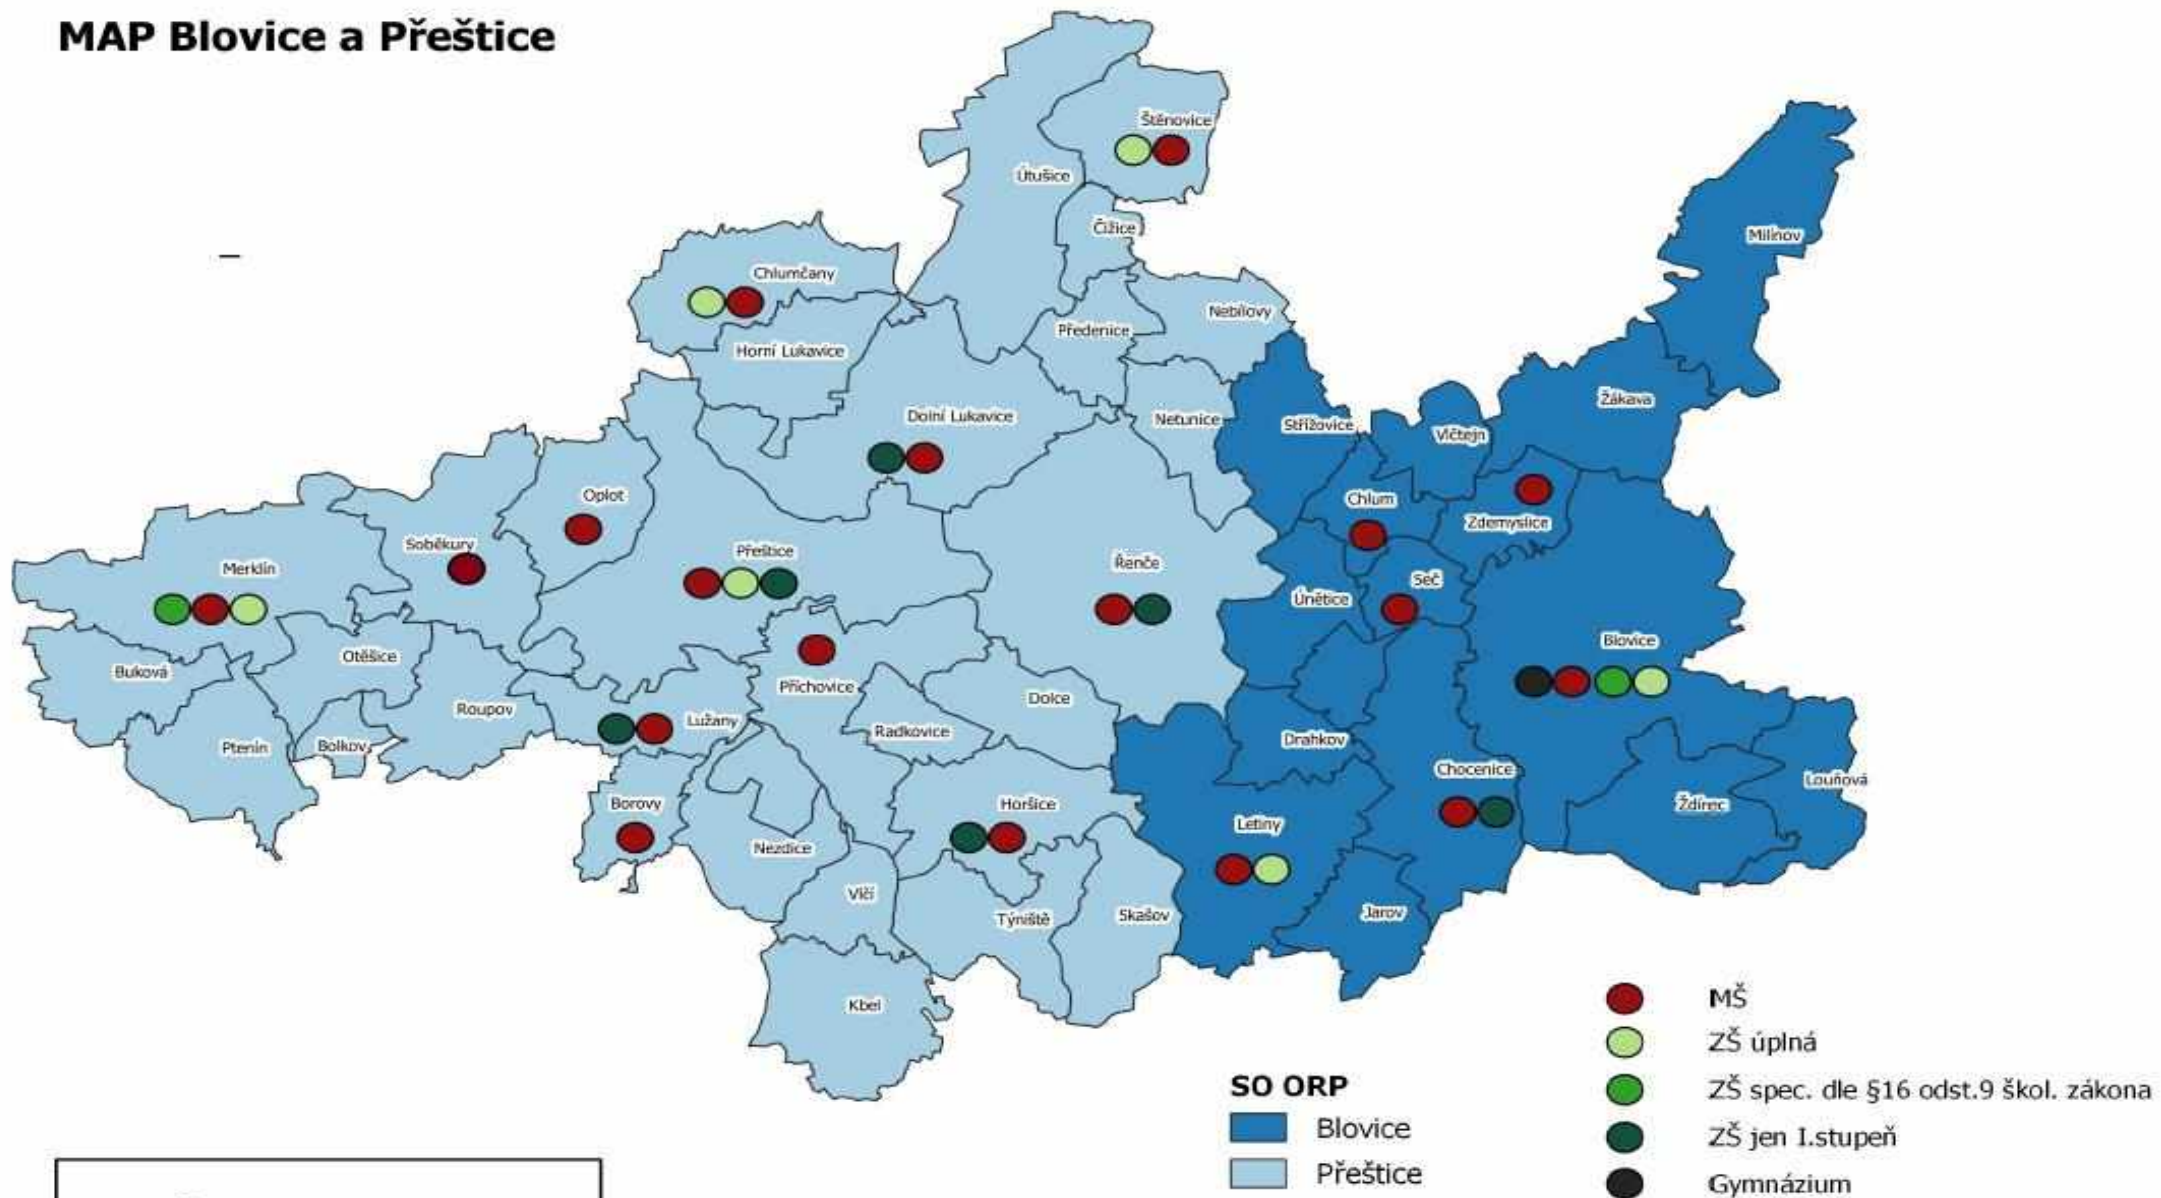 MAP Blovice a Přeštice
Štěnovice
Útušice
Čižice
Milínov
Chlumčany
Nebílovy
Předenice
Horní Lukavice
Žákava
Dolní Lukavice
Netunice
Střížovice
Vlčtejn
Oplot
Chlum
Zdemyslice
Soběkury
Přeštice
Řenče
Merklín
Seč
Únětice
Blovice
Otěšice
Buková
Příchovice
Dolce
Roupov
Lužany
Radkovice
Drahkov
Ptenín
Bolkov
Chocenice
Louňová
Borovy
Horšice
Ždírec
Letiny
Nezdice
Vlčí
Týniště
Skašov
Jarov
Kbel
MŠ
ZŠ úplná
ZŠ spec. dle §16 odst.9 škol. zákona
ZŠ jen I.stupeň
Gymnázium
SO ORP
Blovice
Přeštice